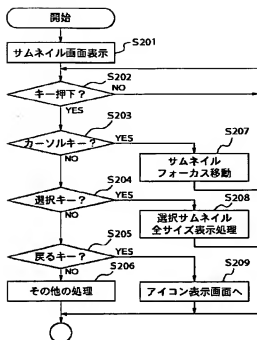 開始
S201
サムネイル画面表示
S202
キー押下?
NO
YES
S203
カーソルキー?
YES
NO
S207
サムネイル
フォーカス移動
S204
選択キー?
YES
NO
S208
選択サムネイル
全サイズ表示処理
S205
戻るキー?
YES
NO
S206
その他の処理
S209
アイコン表示画面へ